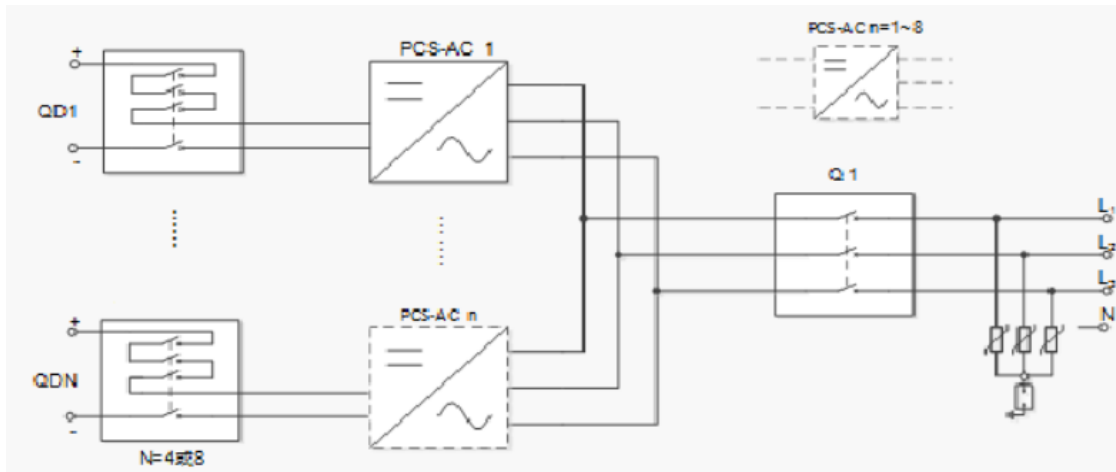 PCS-AC n=1~8
+
PCS-AC 1
QD1
-
Q1
L1
L2
L3
N
PCS-AC n
+
QDN
-
N=4或8